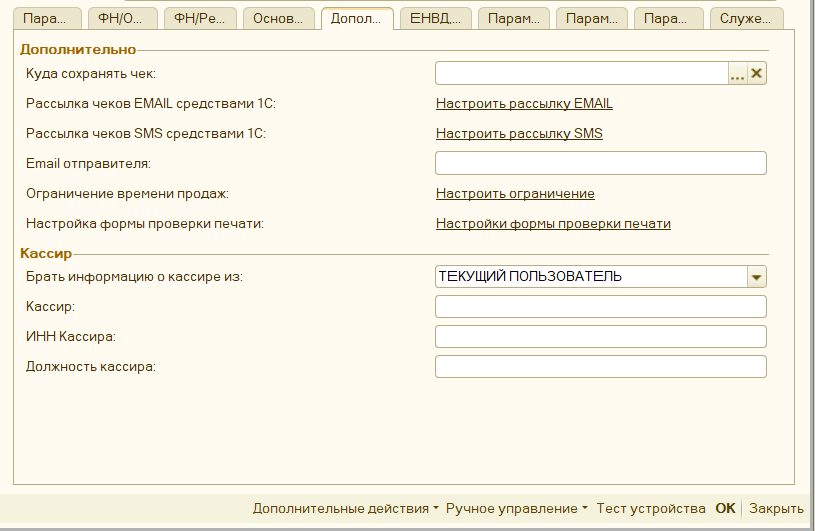 Пара... ФН/О... ФН/Ре... Основ... Допол... ЕНВД,... Парам... Парам... Пара... Служе...
Дополнительно
Куда сохранять чек: ...
Рассылка чеков EMAIL средствами 1С: Настроить рассылку EMAIL
Рассылка чеков SMS средствами 1С: Настроить рассылку SMS
Email отправителя:
Ограничение времени продаж: Настроить ограничение
Настройка формы проверки печати: Настройки формы проверки печати
Кассир
Брать информацию о кассире из: ТЕКУЩИЙ ПОЛЬЗОВАТЕЛЬ
Кассир:
ИНН Кассира:
Должность кассира:
Дополнительные действия Ручное управление Тест устройства OK Закрыть